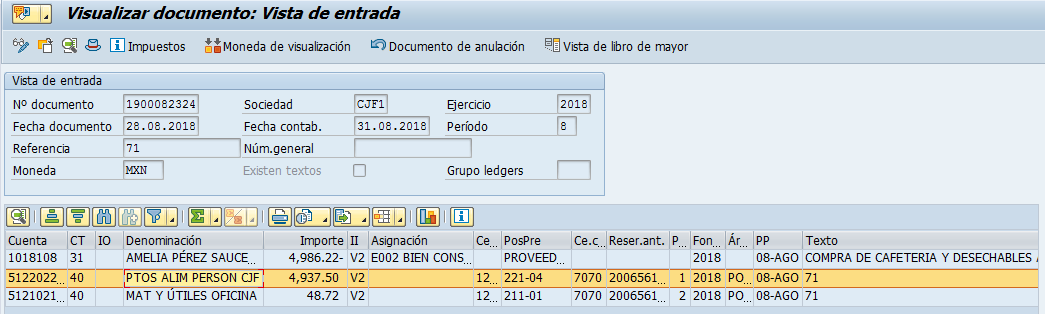 Visualizar documento: Vista de entrada
Impuestos Moneda de visualización Documento de anulación Vista de libro de mayor
Vista de entrada
Nº documento 1900082324 Sociedad CJF1 Ejercicio 2018
Fecha documento 28.08.2018 Fecha contab. 31.08.2018 Período 8
Referencia 71 Núm.general
Moneda MXN Existen textos Grupo ledgers
Cuenta CT IO Denominación Importe II Asignación Ce... PosPre Ce.c... Reser.ant. P... Fon... Ár... PP Texto
1018108 31 AMELIA PÉREZ SAUCE... 4,986.22- V2 E002 BIEN CONS... PROVEED... 2018 08-AGO COMPRA DE CAFETERIA Y DESECHABLES
5122022... 40 PTOS ALIM PERSON CJF 4,937.50 V2 12... 221-04 7070 2006561... 1 2018 PO... 08-AGO 71
5121021... 40 MAT Y ÚTILES OFICINA 48.72 V2 12... 211-01 7070 2006561... 2 2018 PO... 08-AGO 71